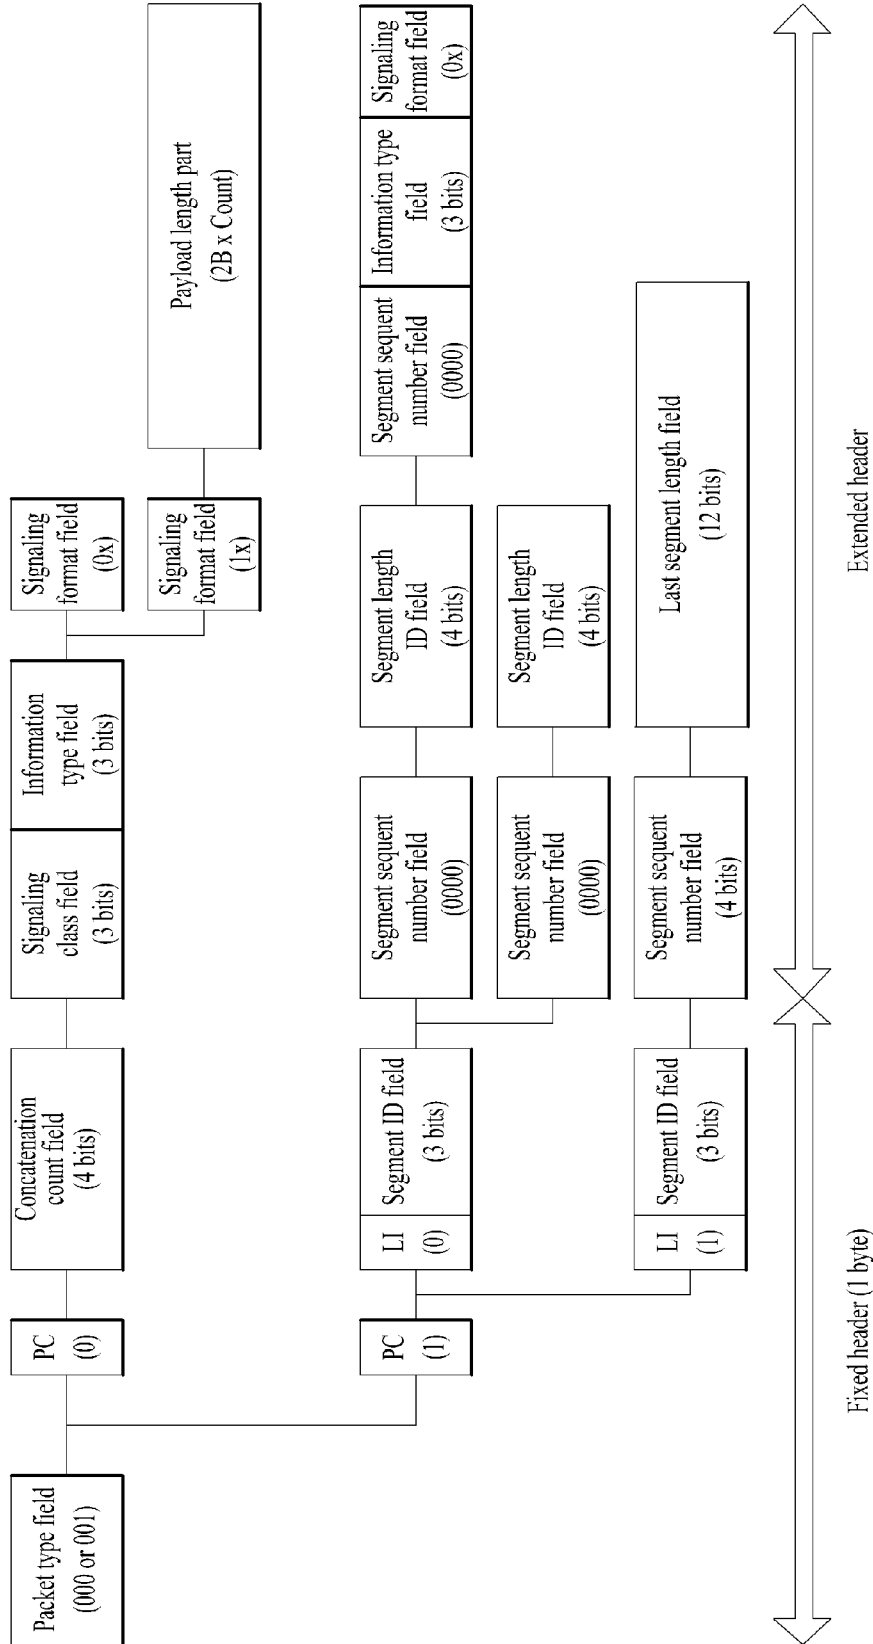 Packet type field
(000 or 001)
PC
(0)
Concatenation
count field
(4 bits)
Signaling
class field
(3 bits)
Information
type field
(3 bits)
Signaling
format field
(0x)
Signaling
format field
(1x)
Payload length part
(2B x Count)
PC
(1)
LI
(0)
Segment ID field
(3 bits)
Segment sequent
number field
(0000)
Segment length
ID field
(4 bits)
Segment sequent
number field
(0000)
Information type
field
(3 bits)
Signaling
format field
(0x)
Segment sequent
number field
(0000)
Segment length
ID field
(4 bits)
LI
(1)
Segment ID field
(3 bits)
Segment sequent
number field
(4 bits)
Last segment length field
(12 bits)
Fixed header (1 byte)
Extended header